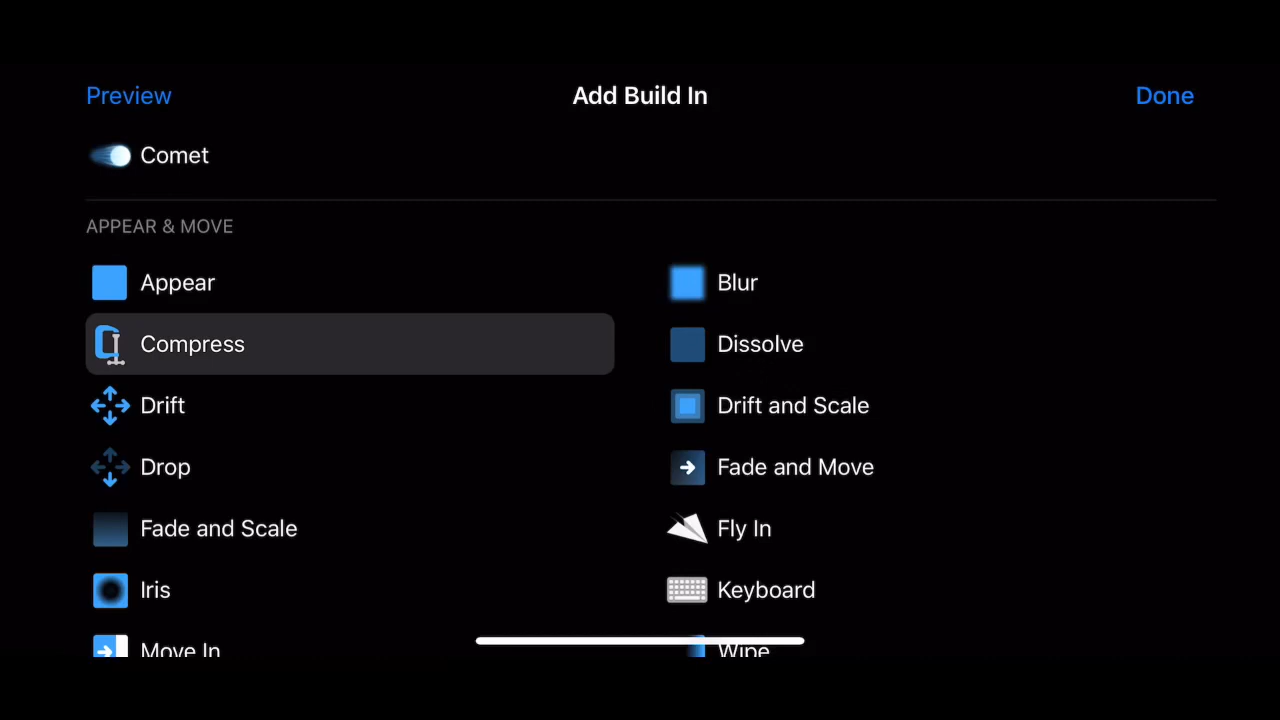 Preview
Add Build In
Done
Comet
APPEAR & MOVE
Appear
Blur
Compress
Dissolve
Drift
Drift and Scale
Drop
Fade and Move
Fade and Scale
Fly In
Iris
Keyboard
Move In
Wipe